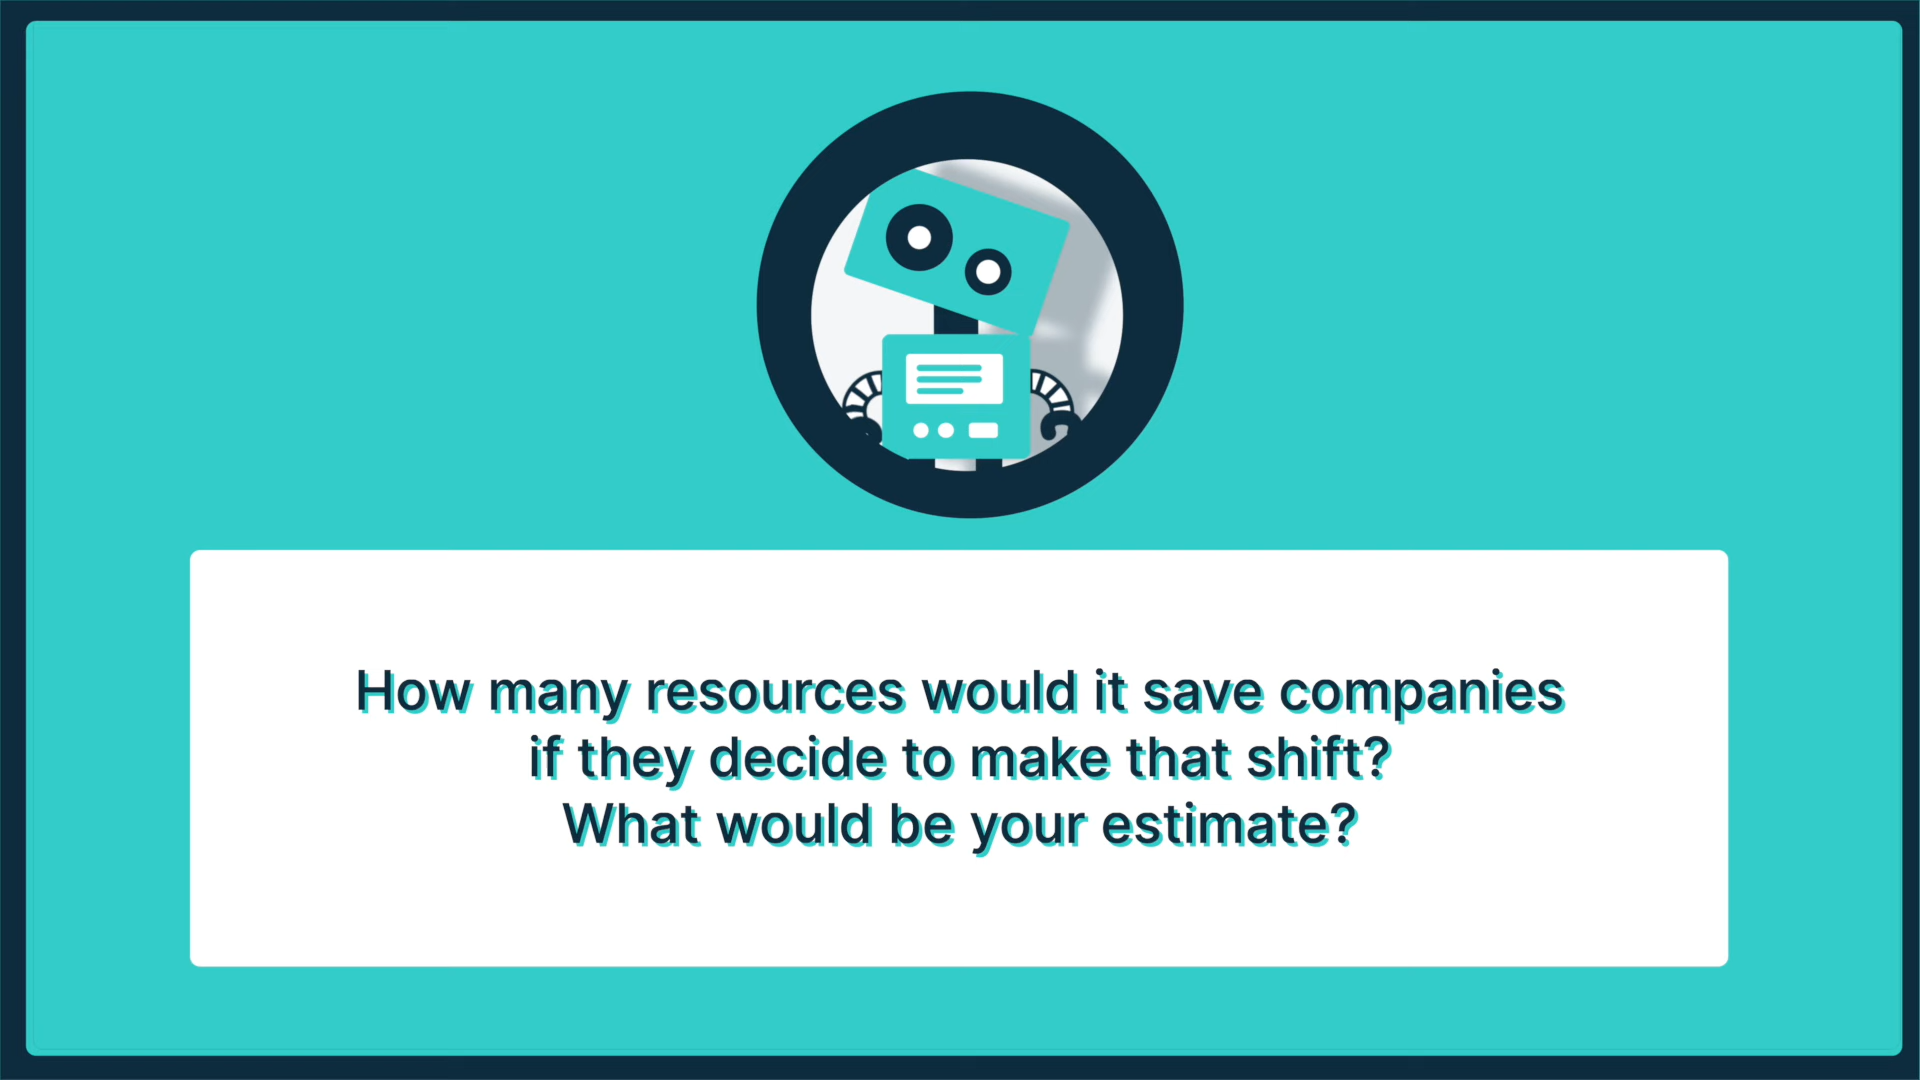 How many resources would it save companies
if they decide to make that shift?
What would be your estimate?